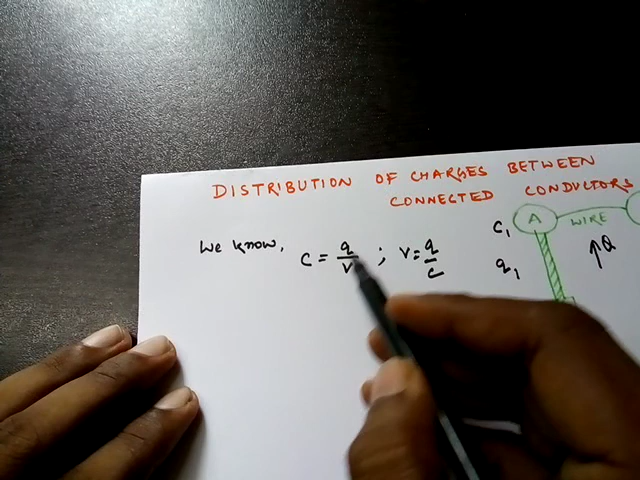 DISTRIBUTION OF CHARGES BETWEEN
CONNECTED CONDUCTORS
We know, C = q/V ; V = q/C
C₁
q₁
A
WIRE
↑Q